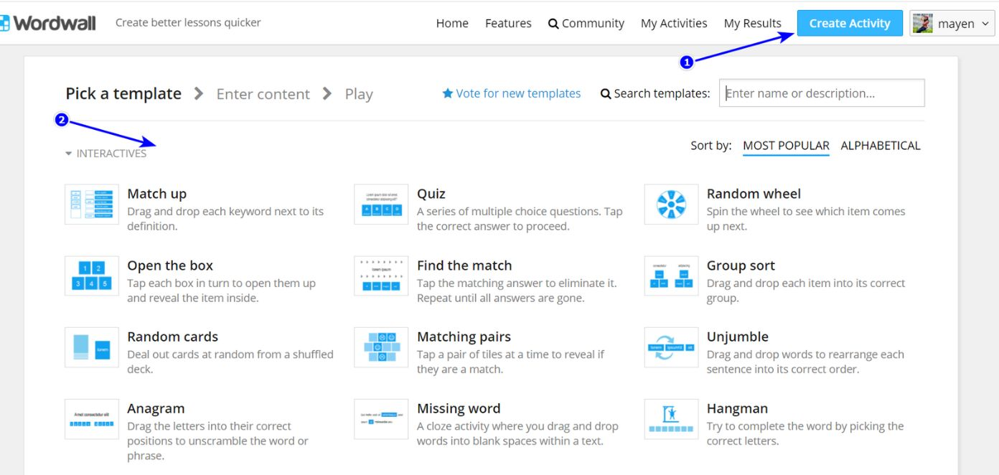 Wordwall Create better lessons quicker Home Features Community My Activities My Results Create Activity mayen
1
Pick a template Enter content Play Vote for new templates Search templates: Enter name or description...
2
Sort by: MOST POPULAR ALPHABETICAL
INTERACTIVES
Match up
Drag and drop each keyword next to its
definition.
Quiz
A series of multiple choice questions. Tap
the correct answer to proceed.
Random wheel
Spin the wheel to see which item comes
up next.
Open the box
Tap each box in turn to open them up
and reveal the item inside.
Find the match
Tap the matching answer to eliminate it.
Repeat until all answers are gone.
Group sort
Drag and drop each item into its correct
group.
Random cards
Deal out cards at random from a shuffled
deck.
Matching pairs
Tap a pair of tiles at a time to reveal if
they are a match.
Unjumble
Drag and drop words to rearrange each
sentence into its correct order.
Anagram
Drag the letters into their correct
positions to unscramble the word or
phrase.
Missing word
A cloze activity where you drag and drop
words into blank spaces within a text.
Hangman
Try to complete the word by picking the
correct letters.